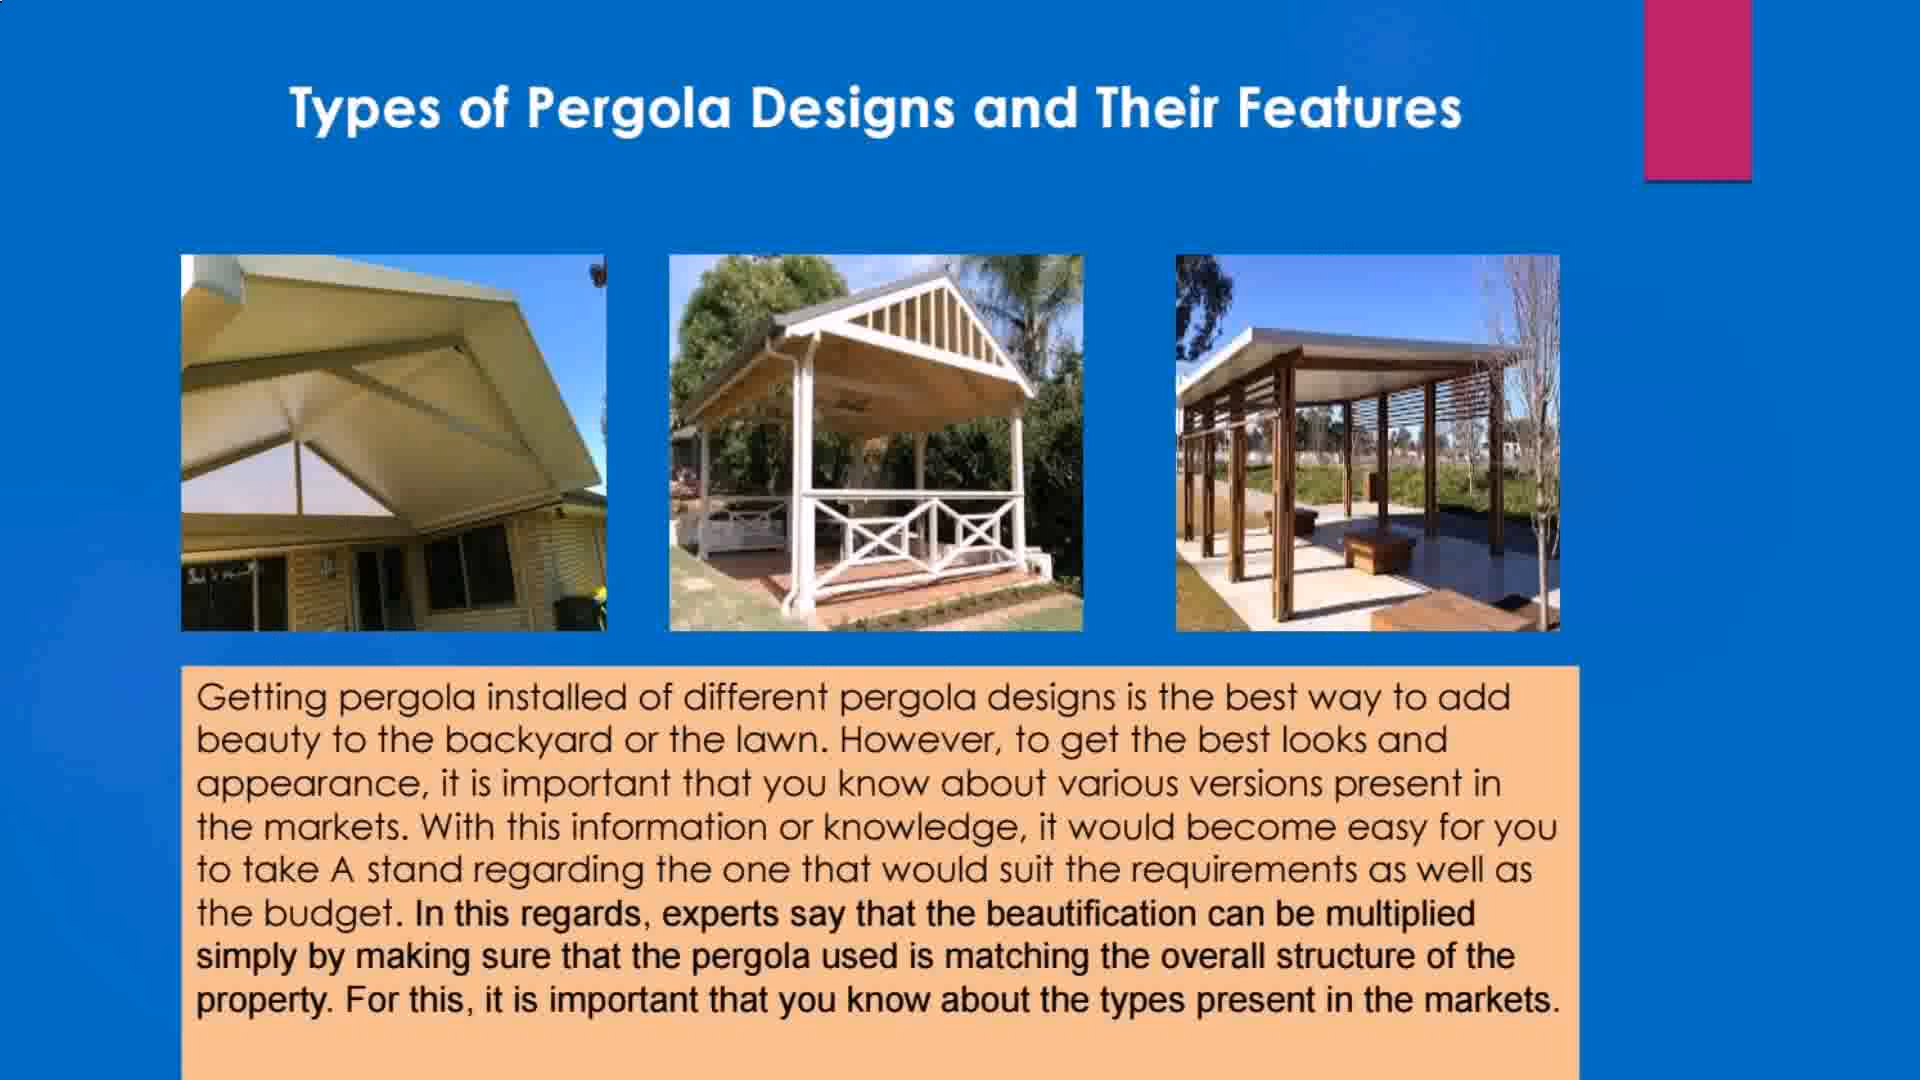 Types of Pergola Designs and Their Features
Getting pergola installed of different pergola designs is the best way to add
beauty to the backyard or the lawn. However, to get the best looks and
appearance, it is important that you know about various versions present in
the markets. With this information or knowledge, it would become easy for you
to take A stand regarding the one that would suit the requirements as well as
the budget. In this regards, experts say that the beautification can be multiplied
simply by making sure that the pergola used is matching the overall structure of the
property. For this, it is important that you know about the types present in the markets.